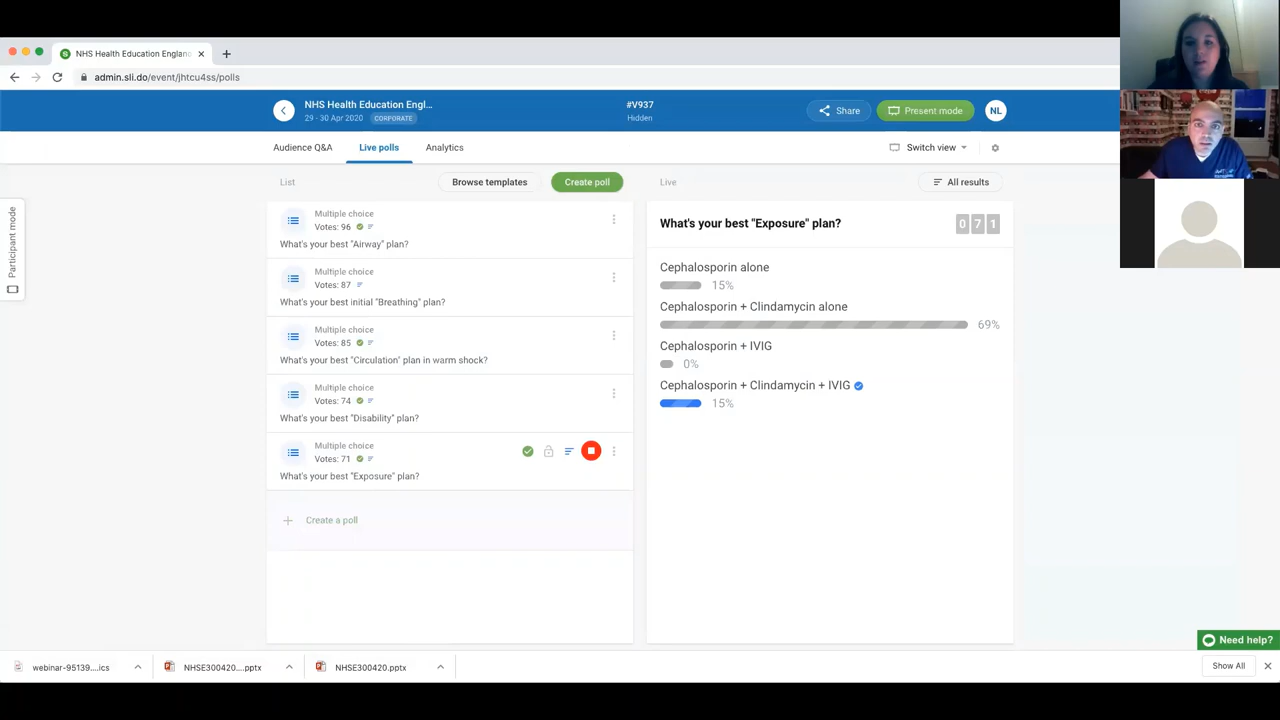 NHS Health Education England
admin.sli.do/event/jhtcu4ss/polls
NHS Health Education Engl...
29 - 30 Apr 2020 CORPORATE
#V937
Hidden
Share
Present mode
NL
Audience Q&A
Live polls
Analytics
Switch view
List
Browse templates
Create poll
Live
All results
Participant mode
Multiple choice
Votes: 96
What's your best "Airway" plan?
Multiple choice
Votes: 87
What's your best initial "Breathing" plan?
Multiple choice
Votes: 85
What's your best "Circulation" plan in warm shock?
Multiple choice
Votes: 74
What's your best "Disability" plan?
Multiple choice
Votes: 71
What's your best "Exposure" plan?
Create a poll
What's your best "Exposure" plan?
071
Cephalosporin alone
15%
Cephalosporin + Clindamycin alone
69%
Cephalosporin + IVIG
0%
Cephalosporin + Clindamycin + IVIG
15%
Need help?
webinar-95139....ics
NHSE300420....pptx
NHSE300420.pptx
Show All